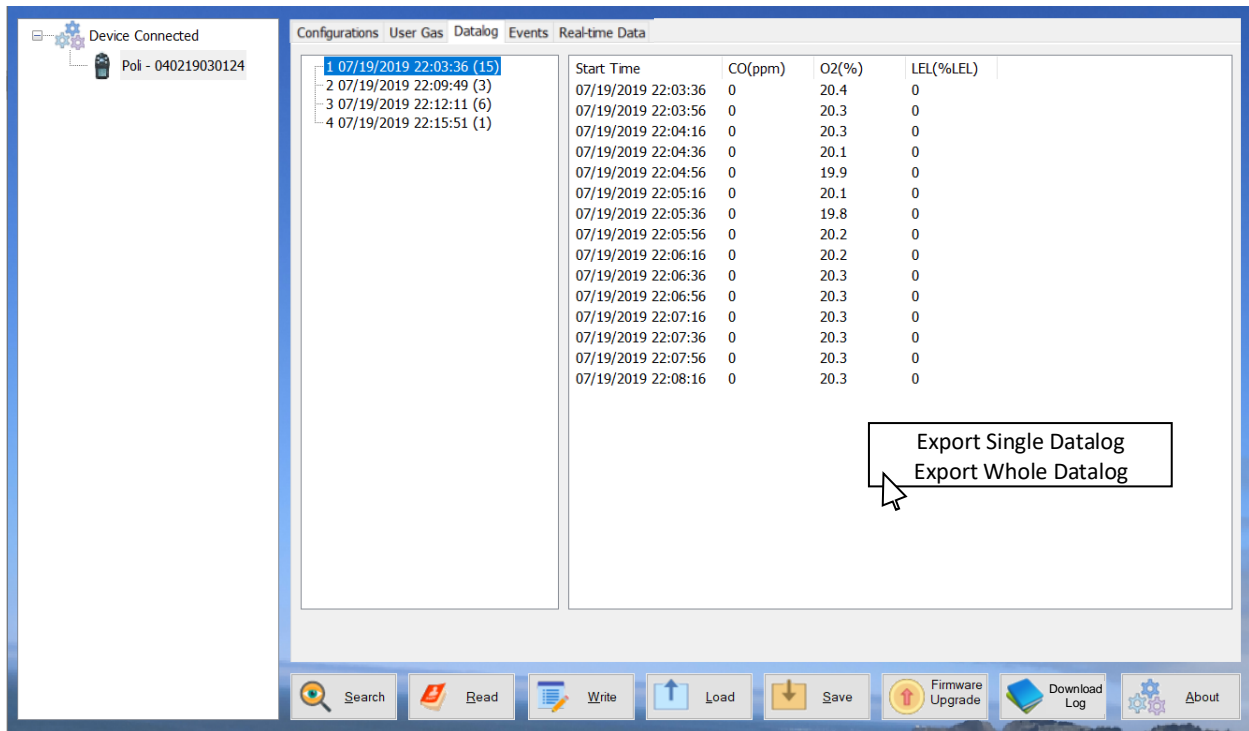 Device Connected
Poli - 040219030124
Configurations User Gas Datalog Events Real-time Data
1 07/19/2019 22:03:36 (15)
2 07/19/2019 22:09:49 (3)
3 07/19/2019 22:12:11 (6)
4 07/19/2019 22:15:51 (1)
Start Time CO(ppm) O2(%) LEL(%LEL)
07/19/2019 22:03:36 0 20.4 0
07/19/2019 22:03:56 0 20.3 0
07/19/2019 22:04:16 0 20.3 0
07/19/2019 22:04:36 0 20.1 0
07/19/2019 22:04:56 0 19.9 0
07/19/2019 22:05:16 0 20.1 0
07/19/2019 22:05:36 0 19.8 0
07/19/2019 22:05:56 0 20.2 0
07/19/2019 22:06:16 0 20.2 0
07/19/2019 22:06:36 0 20.3 0
07/19/2019 22:06:56 0 20.3 0
07/19/2019 22:07:16 0 20.3 0
07/19/2019 22:07:36 0 20.3 0
07/19/2019 22:07:56 0 20.3 0
07/19/2019 22:08:16 0 20.3 0
Export Single Datalog
Export Whole Datalog
Search Read Write Load Save Firmware Upgrade Download Log About